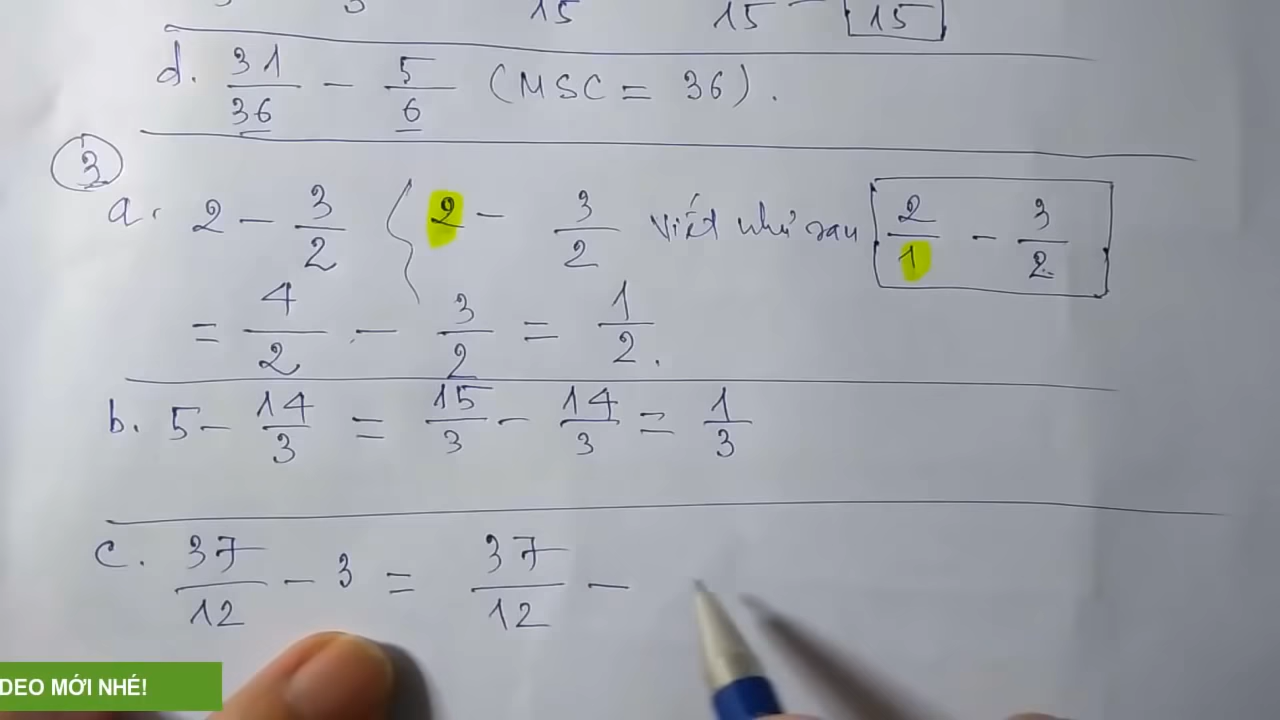 15 15 15
d. 31/36 - 5/6 (MSC = 36).
3
a. 2 - 3/2 { 2 - 3/2 viết như sau 2/1 - 3/2
= 4/2 - 3/2 = 1/2.
b. 5 - 14/3 = 15/3 - 14/3 = 1/3
c. 37/12 - 3 = 37/12 -
DEO MỚI NHÉ!